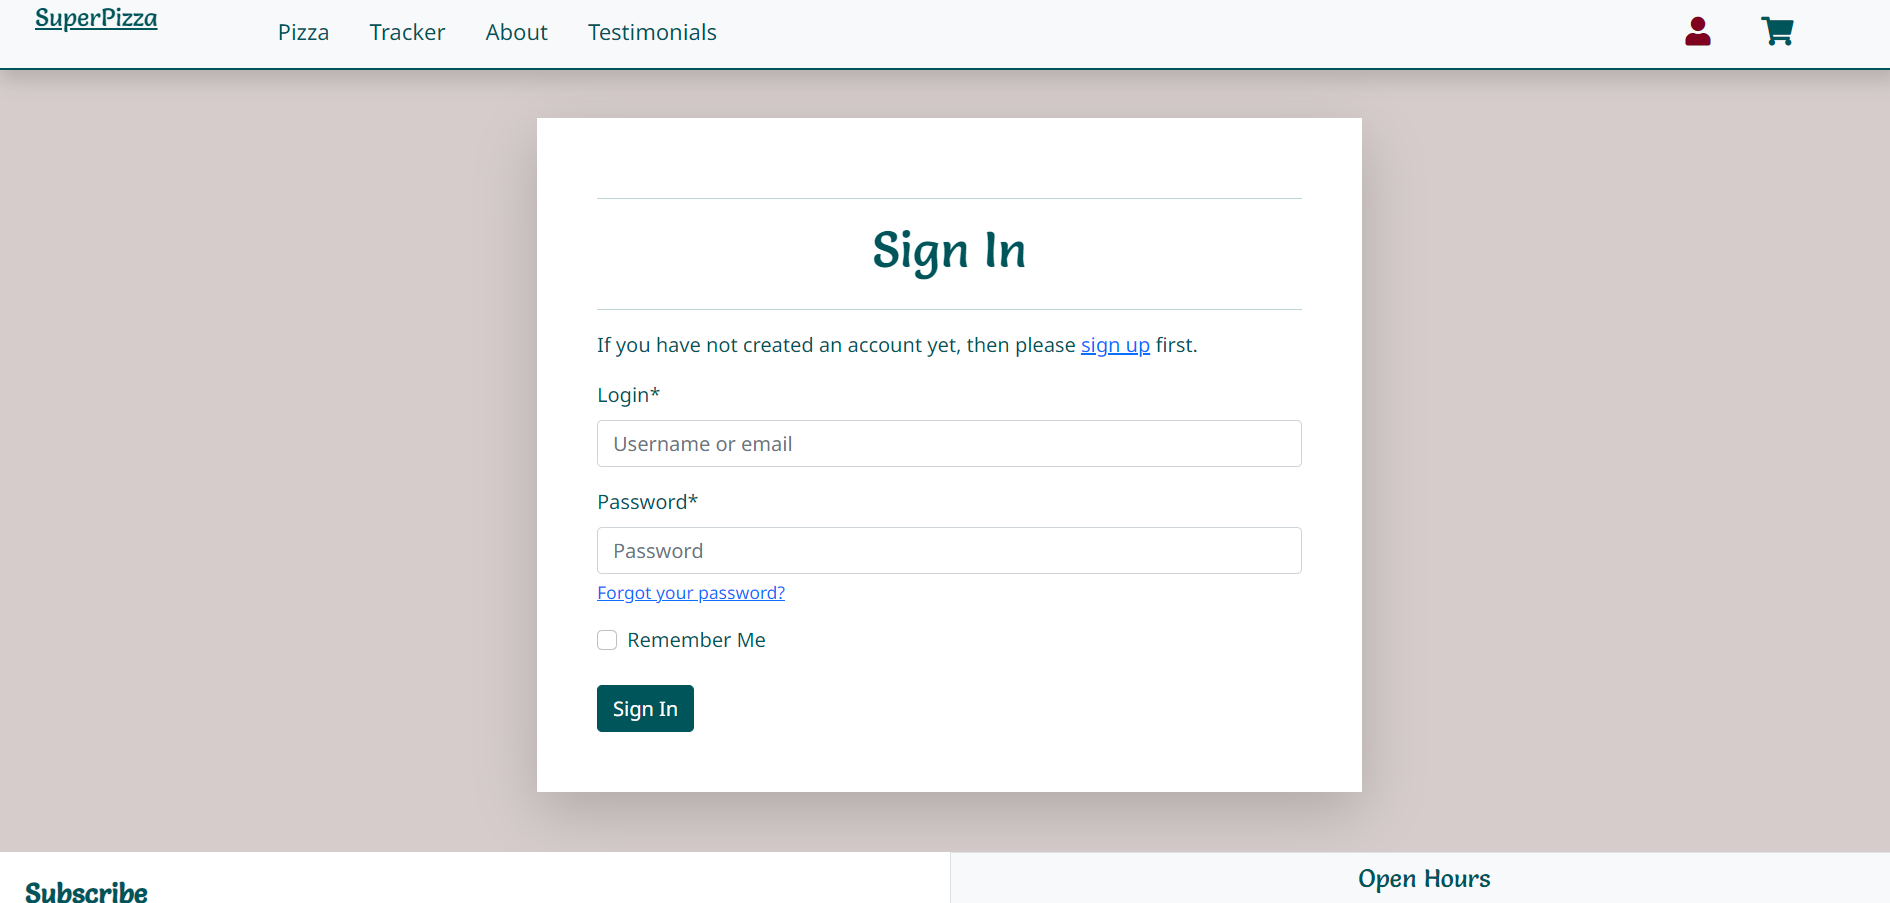 SuperPizza
Pizza Tracker About Testimonials
Sign In
If you have not created an account yet, then please sign up first.
Login*
Username or email
Password*
Password
Forgot your password?
Remember Me
Sign In
Subscribe
Open Hours